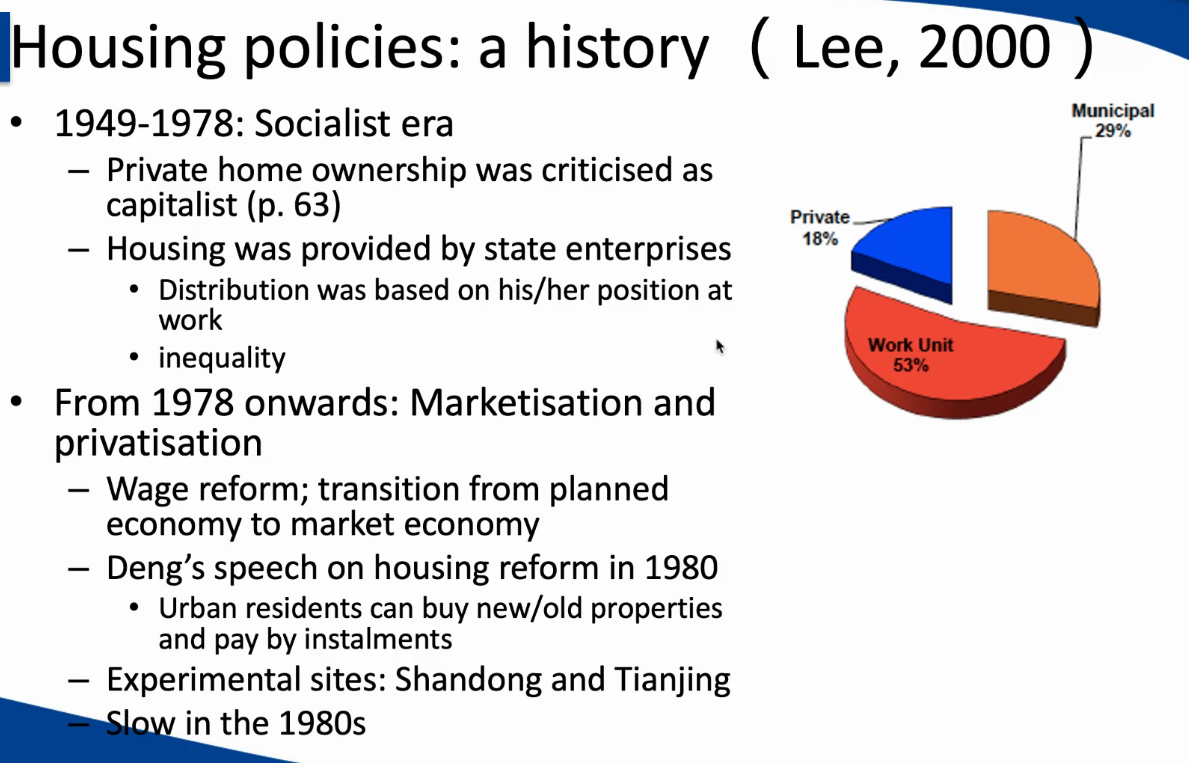 Housing policies: a history （ Lee, 2000 ）
• 1949-1978: Socialist era
– Private home ownership was criticised as
capitalist (p. 63)
– Housing was provided by state enterprises
• Distribution was based on his/her position at
work
• inequality
• From 1978 onwards: Marketisation and
privatisation
– Wage reform; transition from planned
economy to market economy
– Deng’s speech on housing reform in 1980
• Urban residents can buy new/old properties
and pay by instalments
– Experimental sites: Shandong and Tianjing
– Slow in the 1980s
Municipal
29%
Private
18%
Work Unit
53%